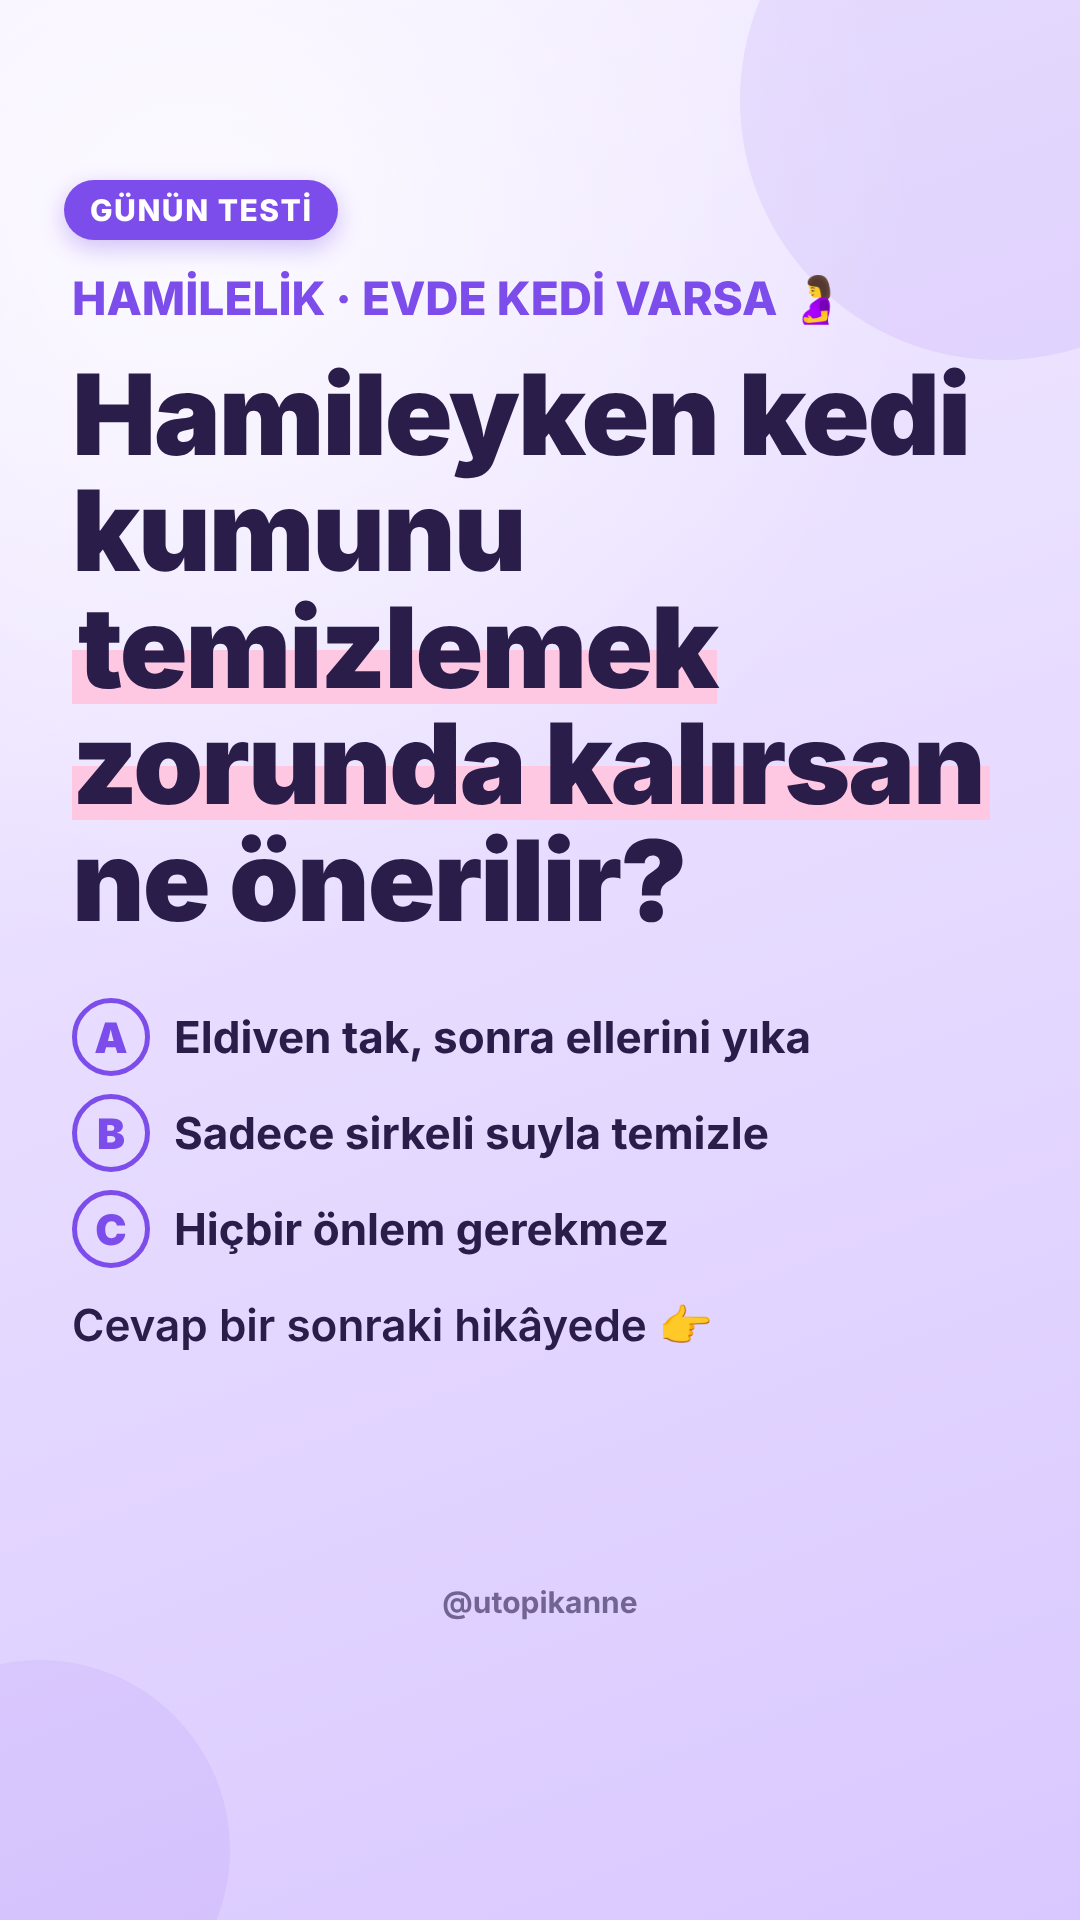 GÜNÜN TESTİ
HAMİLELİK · EVDE KEDİ VARSA 🤰
Hamileyken kedi
kumunu
temizlemek
zorunda kalırsan
ne önerilir?
A Eldiven tak, sonra ellerini yıka
B Sadece sirkeli suyla temizle
C Hiçbir önlem gerekmez
Cevap bir sonraki hikâyede 👉
@utopikanne